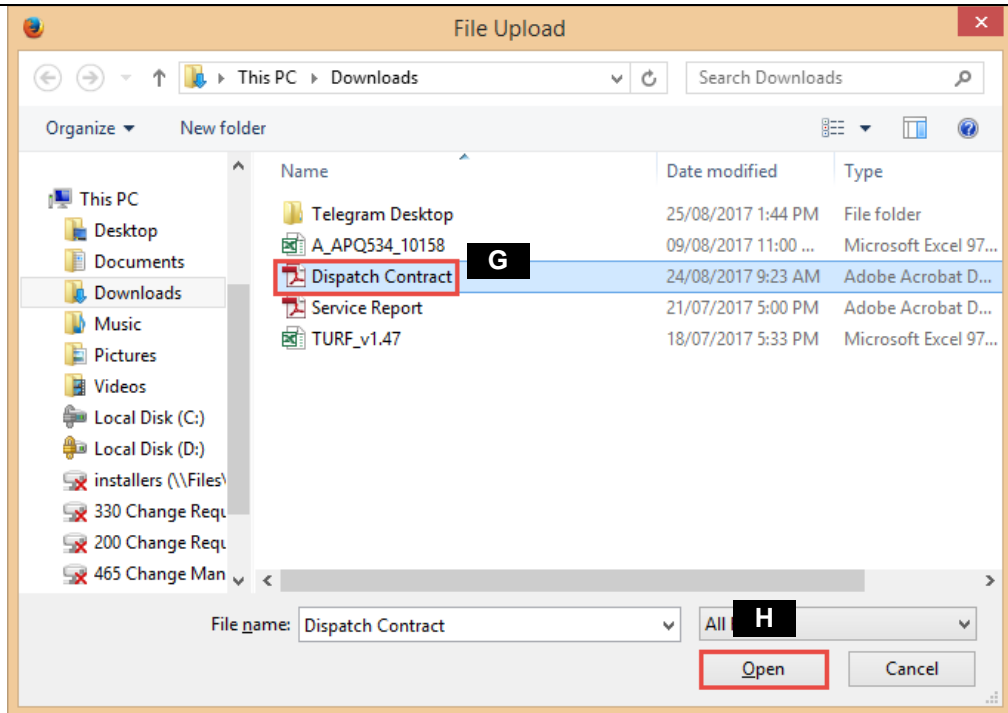 File Upload
This PC Downloads
Search Downloads
Organize New folder
Name Date modified Type
This PC
Desktop
Documents
Downloads
Music
Pictures
Videos
Local Disk (C:)
Local Disk (D:)
installers (\\Files\
330 Change Requ
200 Change Requ
465 Change Man
Telegram Desktop 25/08/2017 1:44 PM File folder
A_APQ534_10158 09/08/2017 11:00 ... Microsoft Excel 97...
G
Dispatch Contract 24/08/2017 9:23 AM Adobe Acrobat D...
Service Report 21/07/2017 5:00 PM Adobe Acrobat D...
TURF_v1.47 18/07/2017 5:33 PM Microsoft Excel 97...
File name: Dispatch Contract
All
H
Open Cancel